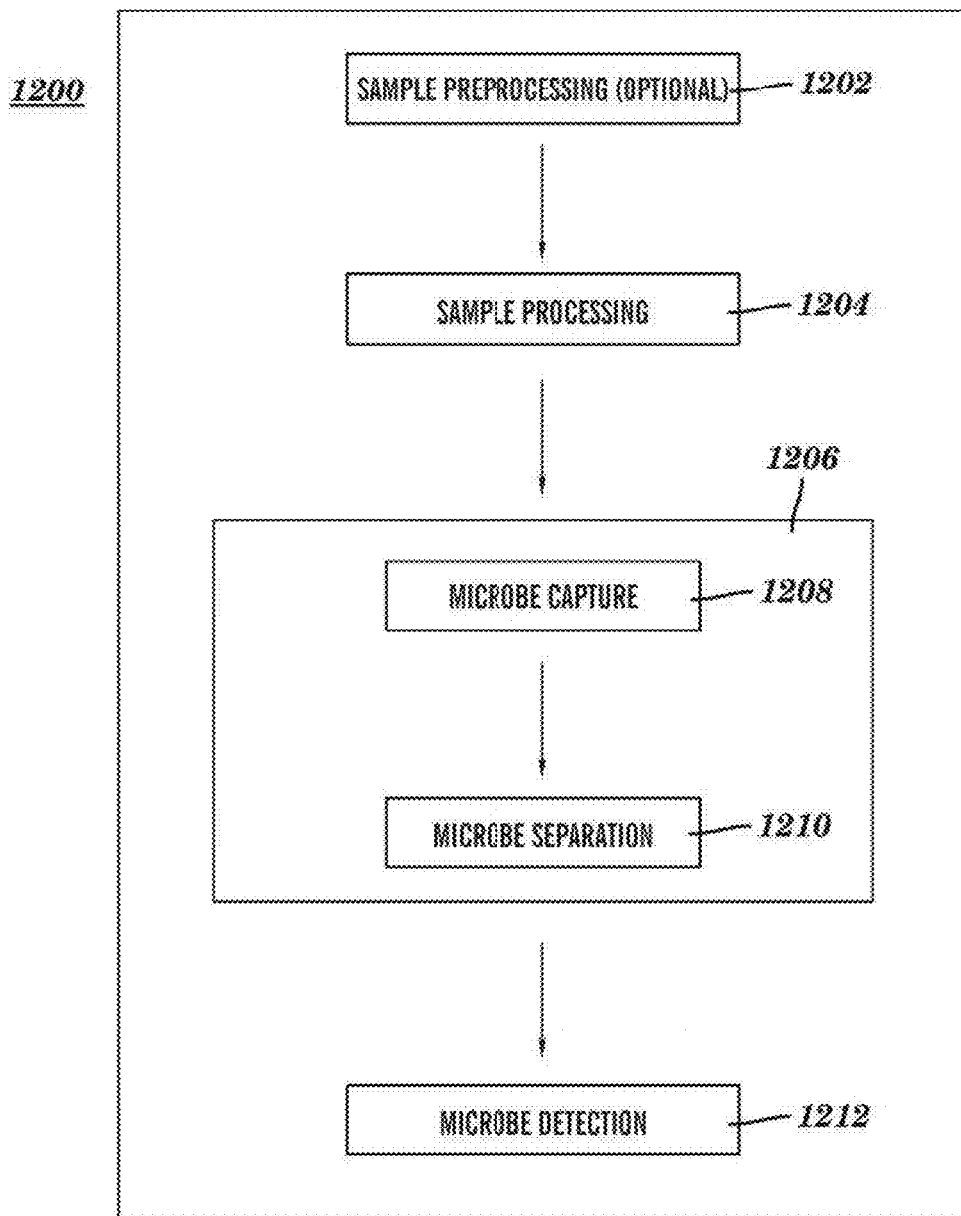 1200
SAMPLE PREPROCESSING (OPTIONAL)
1202
SAMPLE PROCESSING
1204
1206
MICROBE CAPTURE
1208
MICROBE SEPARATION
1210
MICROBE DETECTION
1212